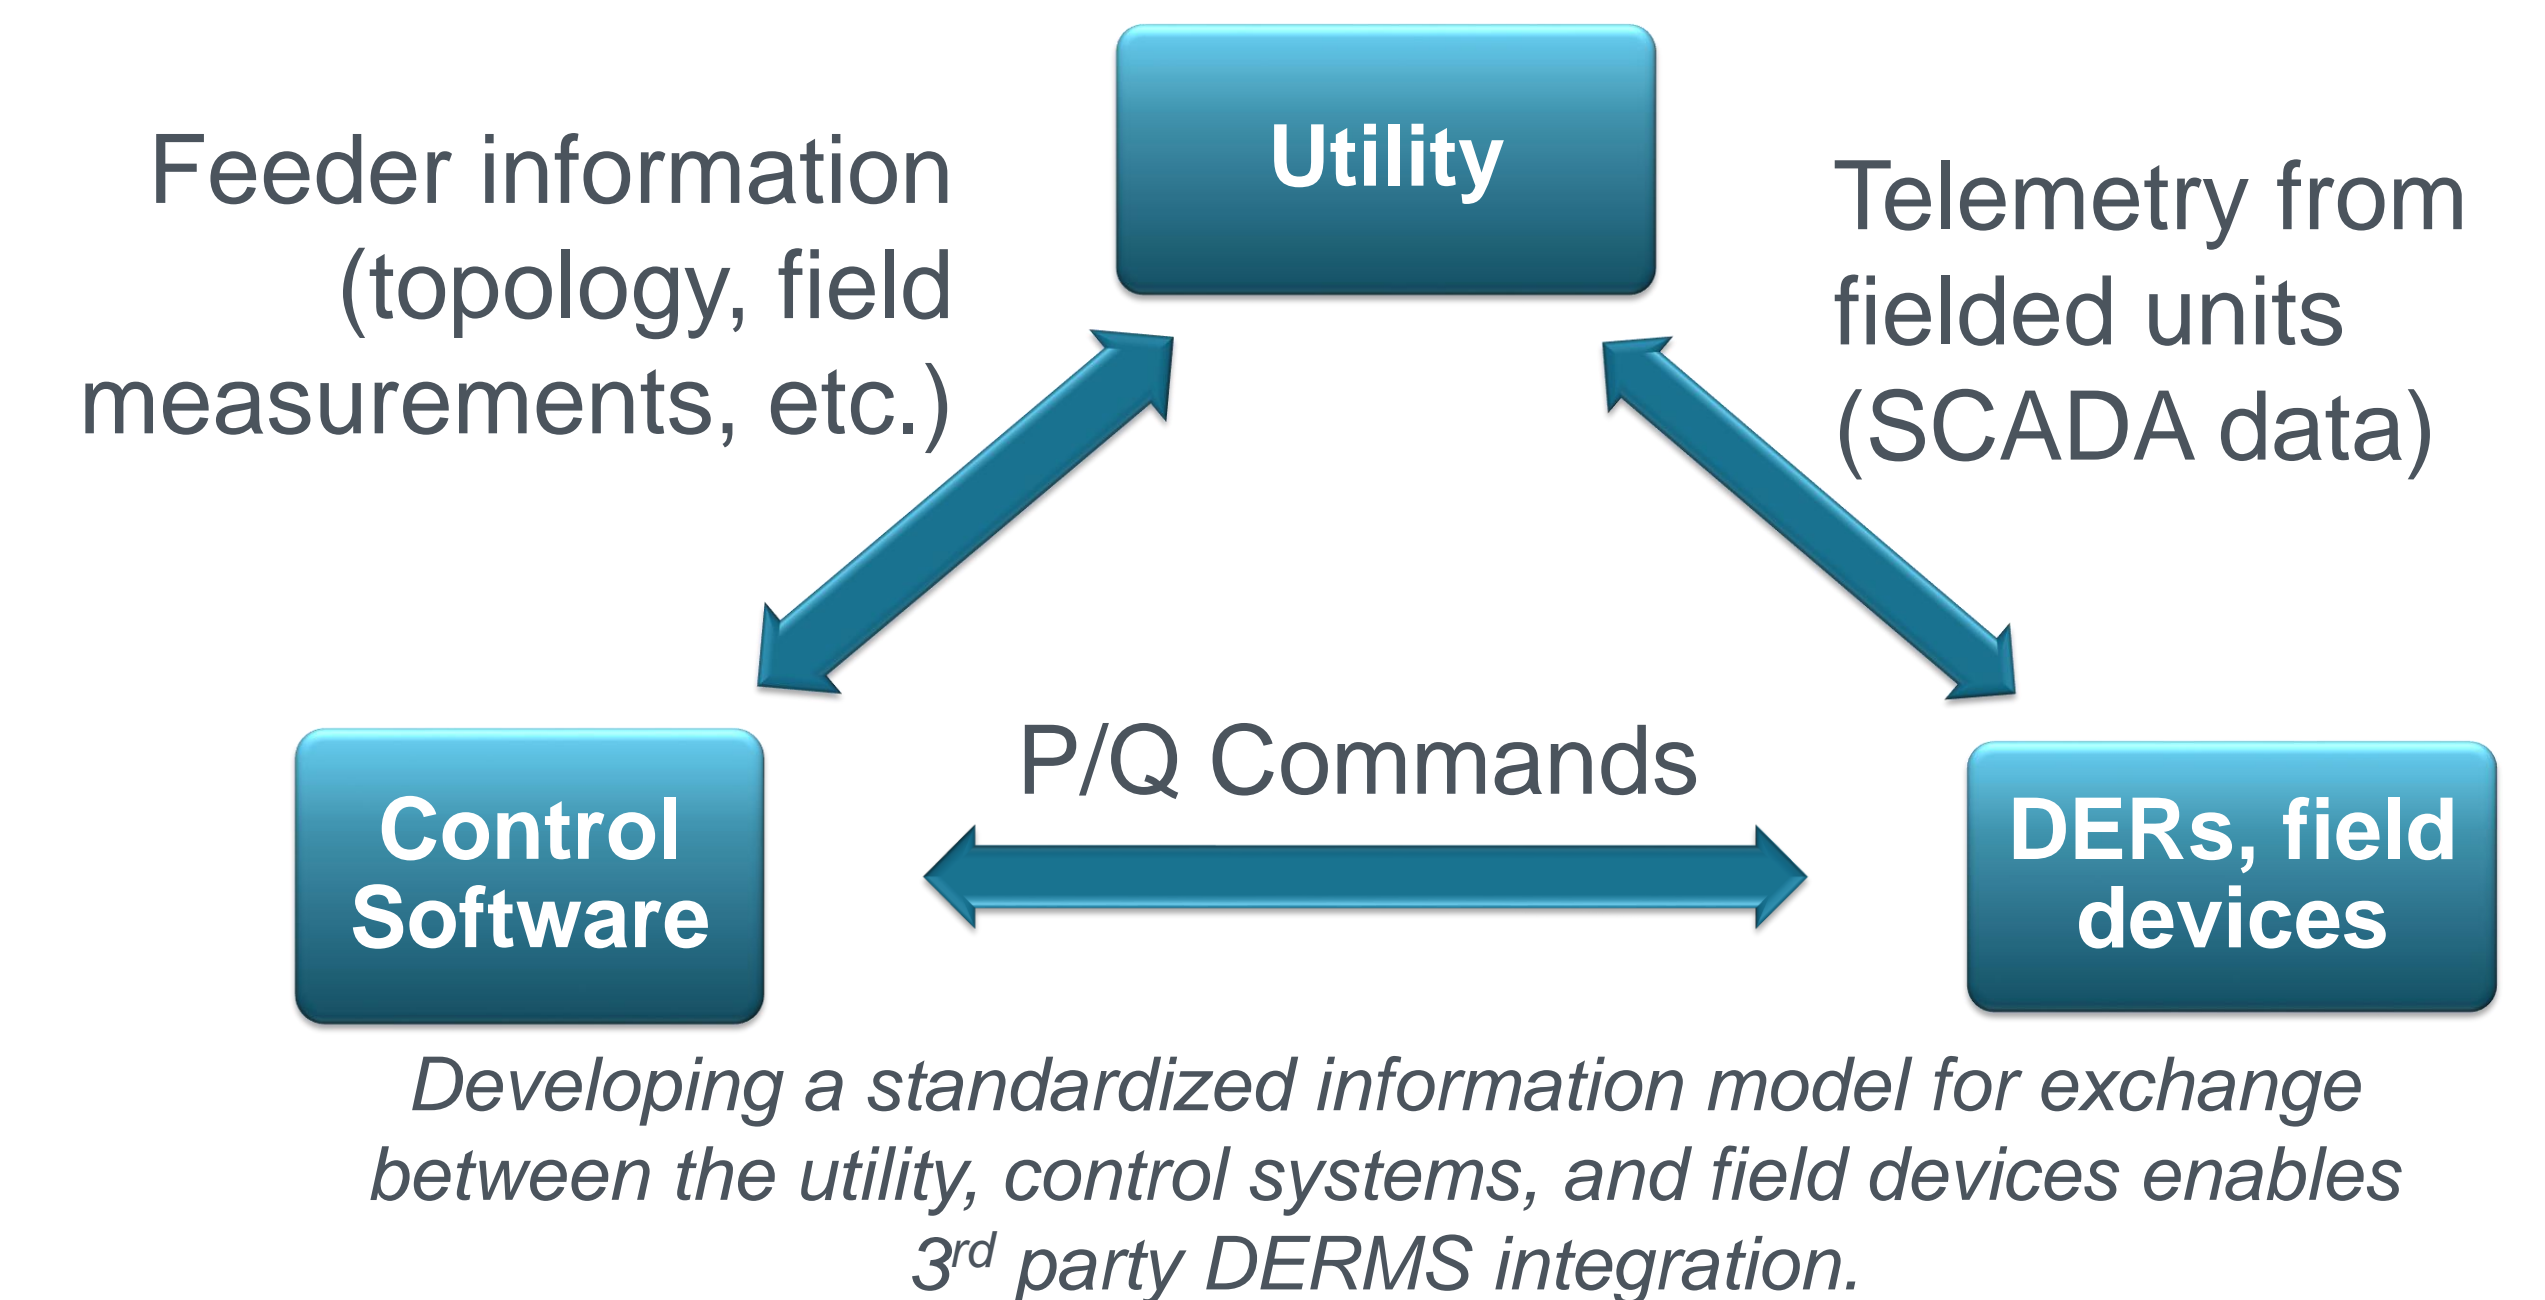 Utility
Feeder information
(topology, field
measurements, etc.)
Telemetry from
fielded units
(SCADA data)
P/Q Commands
Control
Software
DERs, field
devices
Developing a standardized information model for exchange
between the utility, control systems, and field devices enables
3rd party DERMS integration.